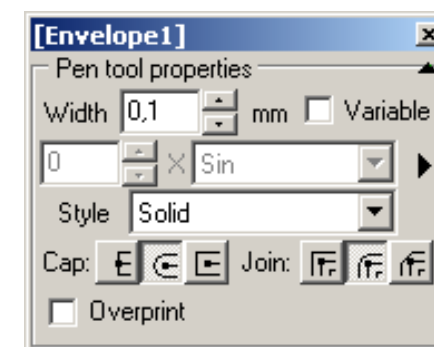 [Envelope1]
Pen tool properties
Width 0,1 mm Variable
0 X Sin
Style Solid
Cap: Join:
Overprint